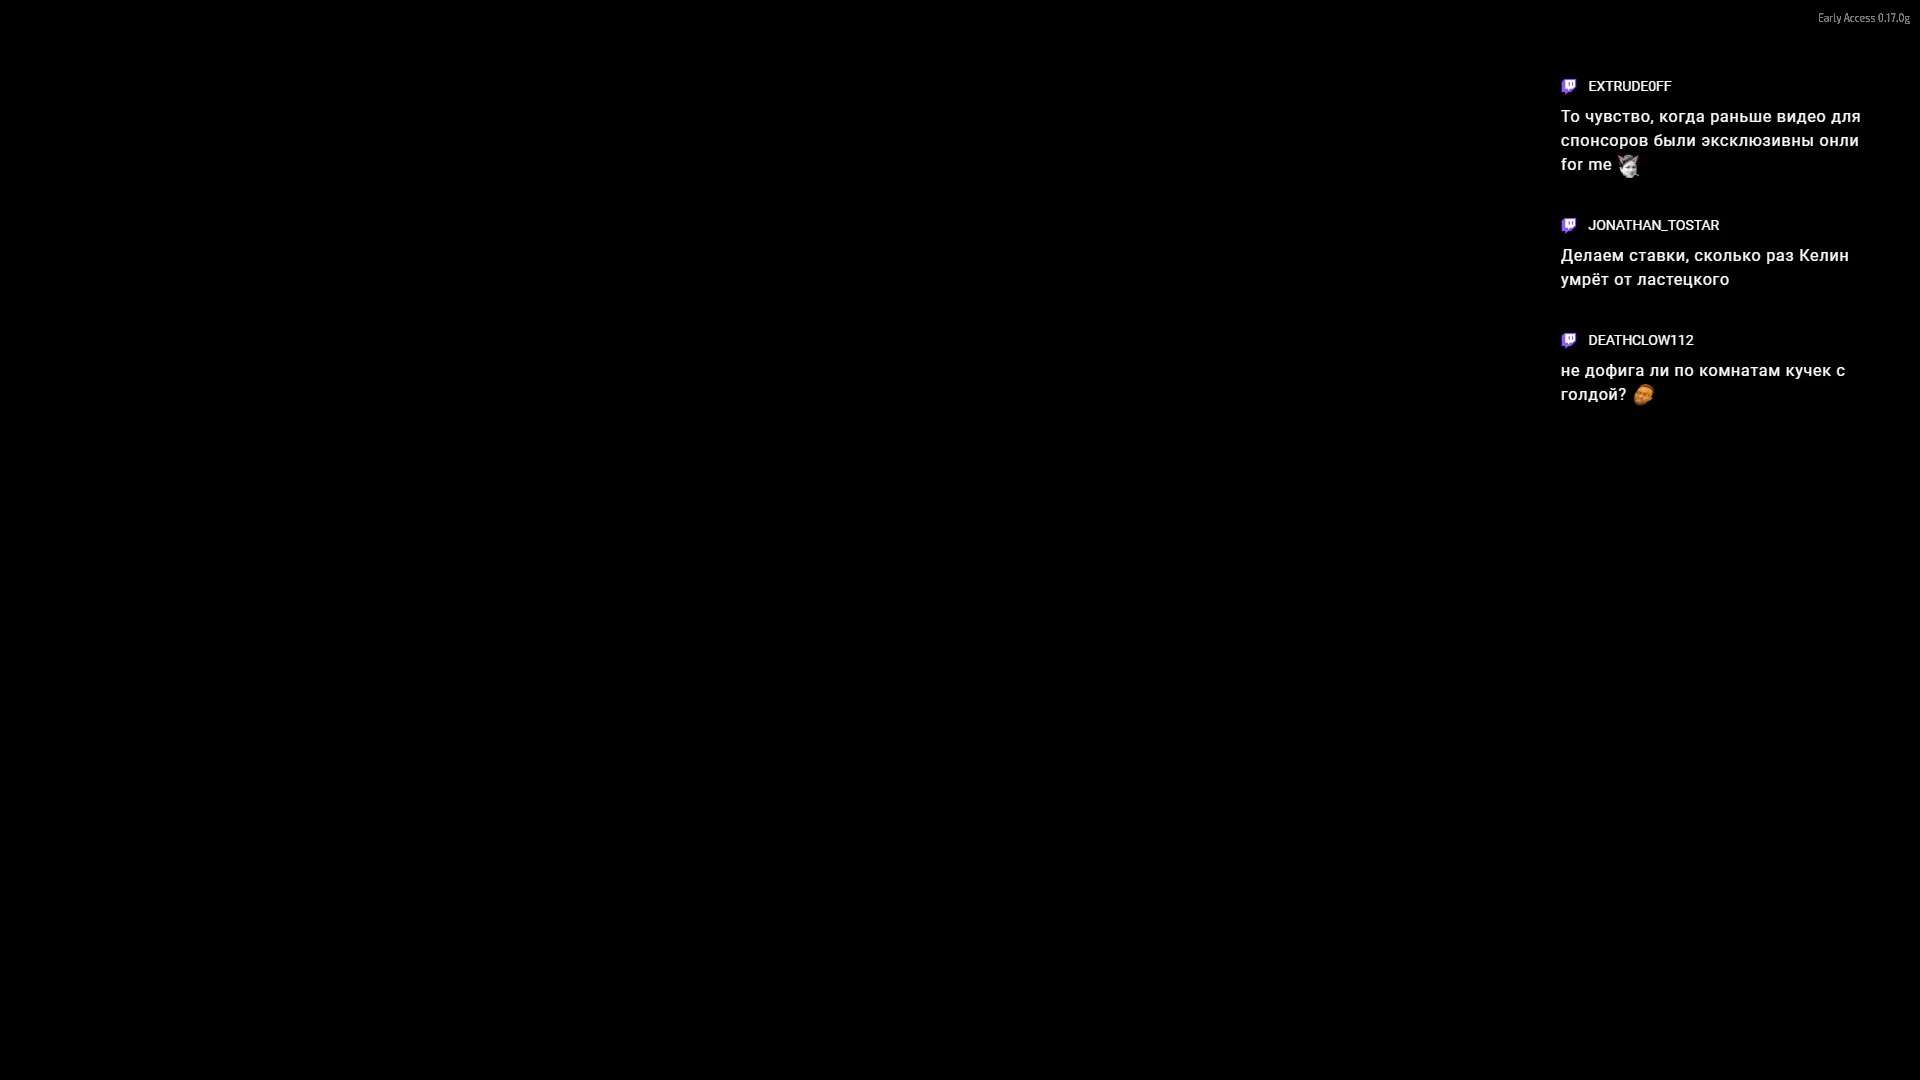 Early Access 0.17.0g
EXTRUDE0FF
То чувство, когда раньше видео для
спонсоров были эксклюзивны онли
for me
JONATHAN_TOSTAR
Делаем ставки, сколько раз Келин
умрёт от ластецкого
DEATHCLOW112
не дофига ли по комнатам кучек с
голдой?